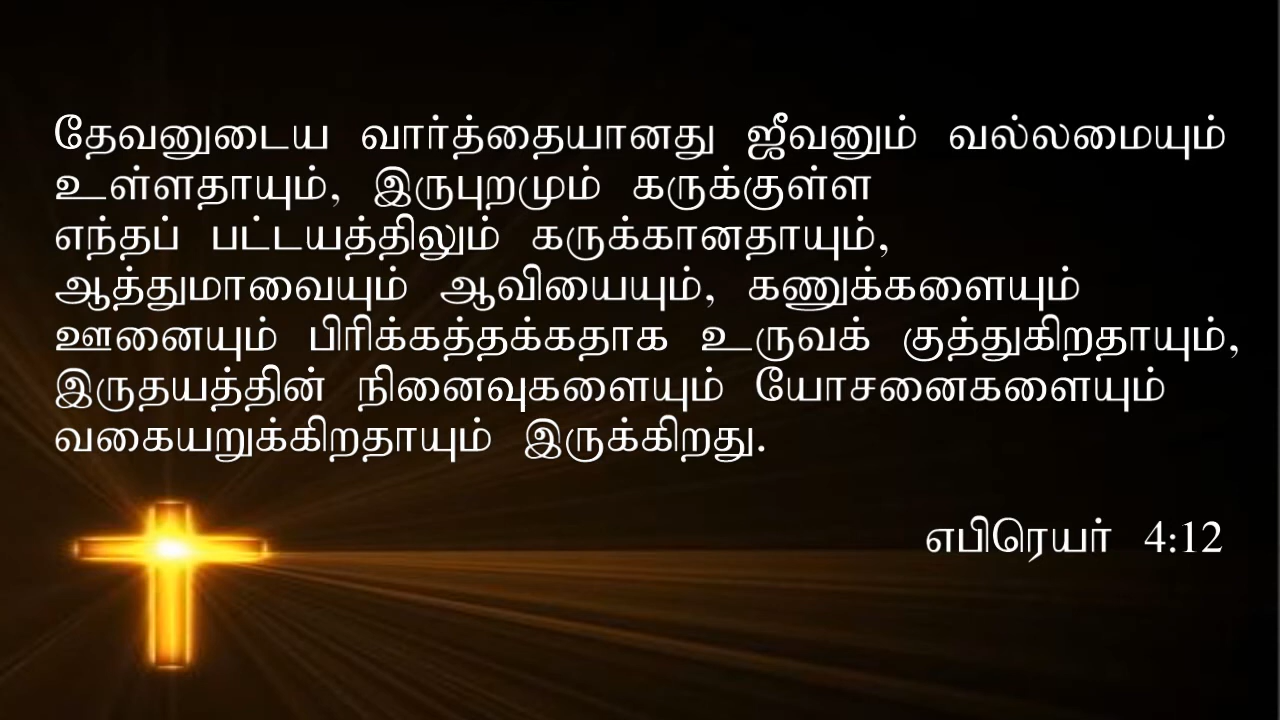 தேவனுடைய வார்த்தையானது ஜீவனும் வல்லமையும்
உள்ளதாயும், இருபுறமும் கருக்குள்ள
எந்தப் பட்டயத்திலும் கருக்கானதாயும்,
ஆத்துமாவையும் ஆவியையும், கணுக்களையும்
ஊனையும் பிரிக்கத்தக்கதாக உருவக் குத்துகிறதாயும்,
இருதயத்தின் நினைவுகளையும் யோசனைகளையும்
வகையறுக்கிறதாயும் இருக்கிறது.
எபிரெயர் 4:12